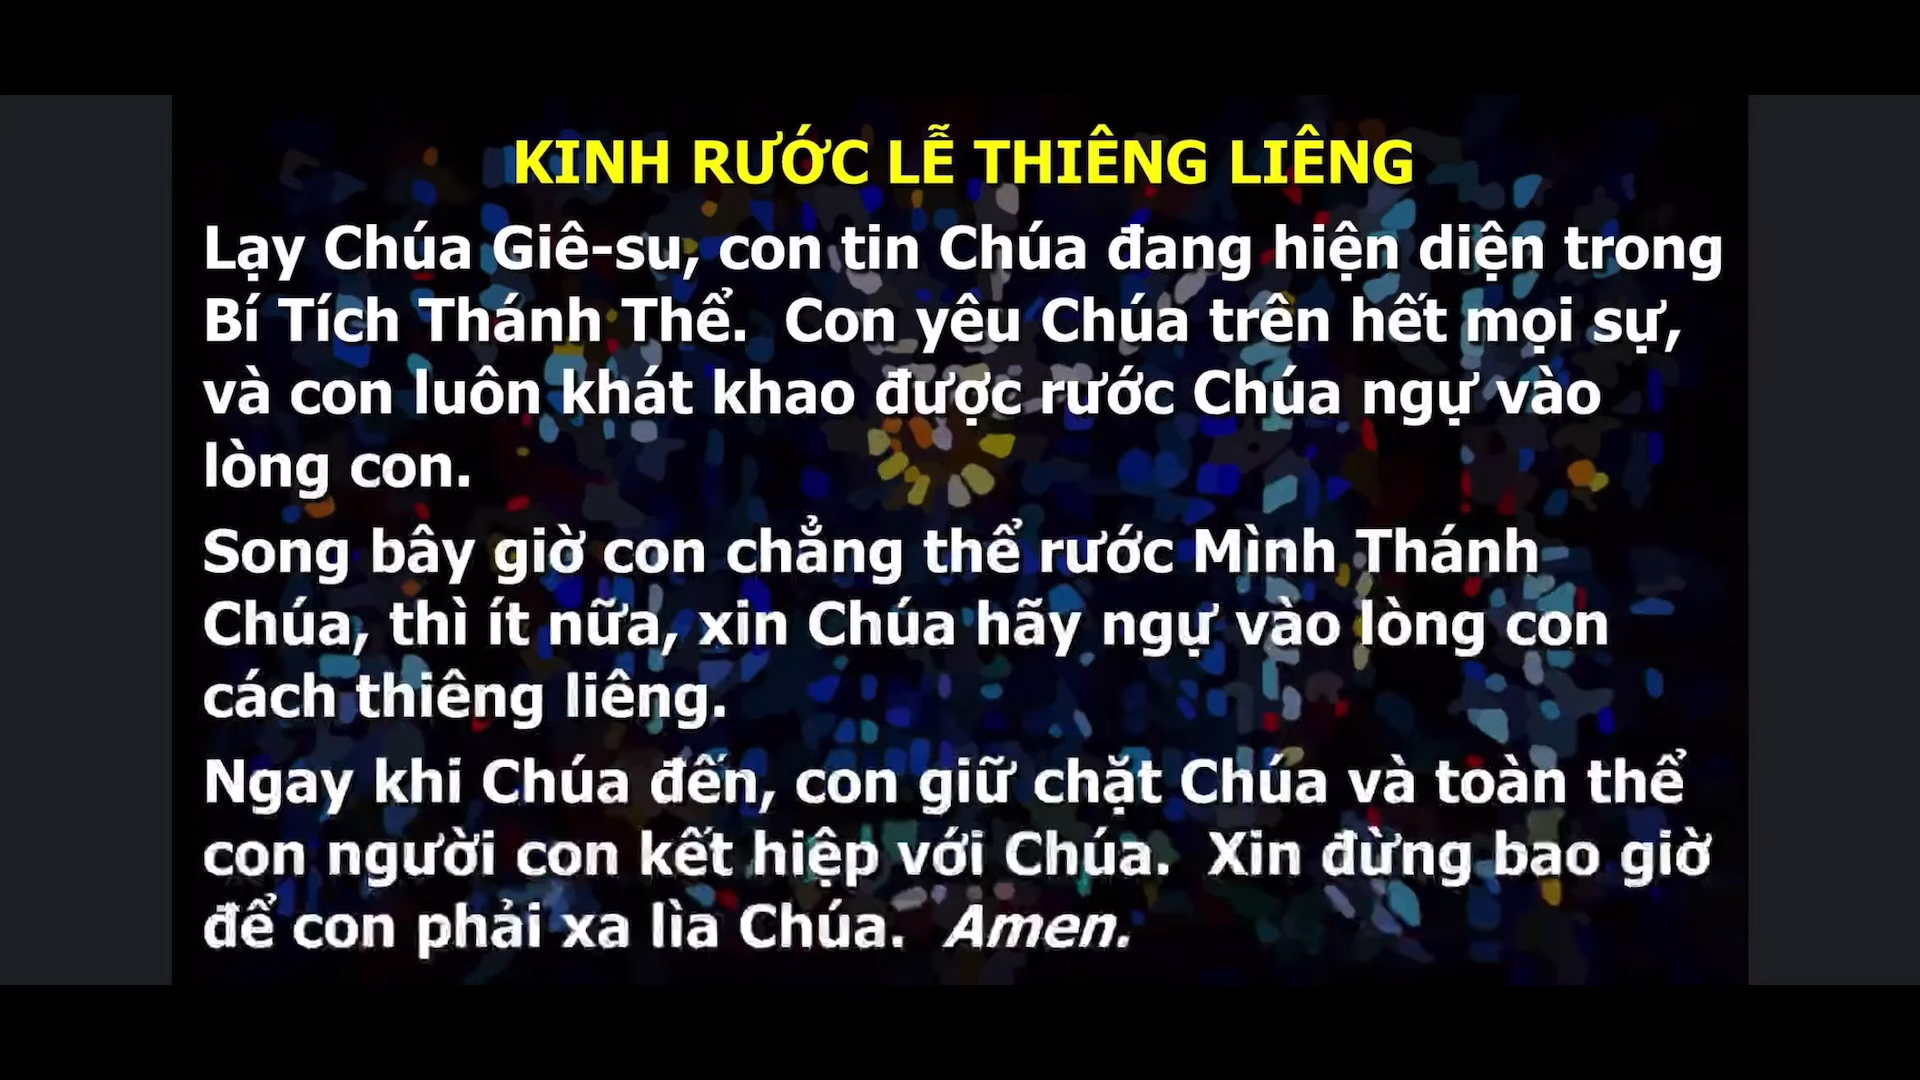 KINH RƯỚC LỄ THIÊNG LIÊNG
Lạy Chúa Giê-su, con tin Chúa đang hiện diện trong
Bí Tích Thánh Thể.  Con yêu Chúa trên hết mọi sự,
và con luôn khát khao được rước Chúa ngự vào
lòng con.
Song bây giờ con chẳng thể rước Mình Thánh
Chúa, thì ít nữa, xin Chúa hãy ngự vào lòng con
cách thiêng liêng.
Ngay khi Chúa đến, con giữ chặt Chúa và toàn thể
con người con kết hiệp với Chúa.  Xin đừng bao giờ
để con phải xa lìa Chúa.  Amen.